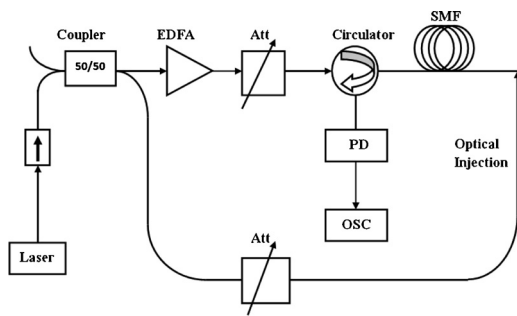 SMF
Coupler
EDFA
Att
Circulator
50/50
PD
Optical
Injection
OSC
Att
Laser